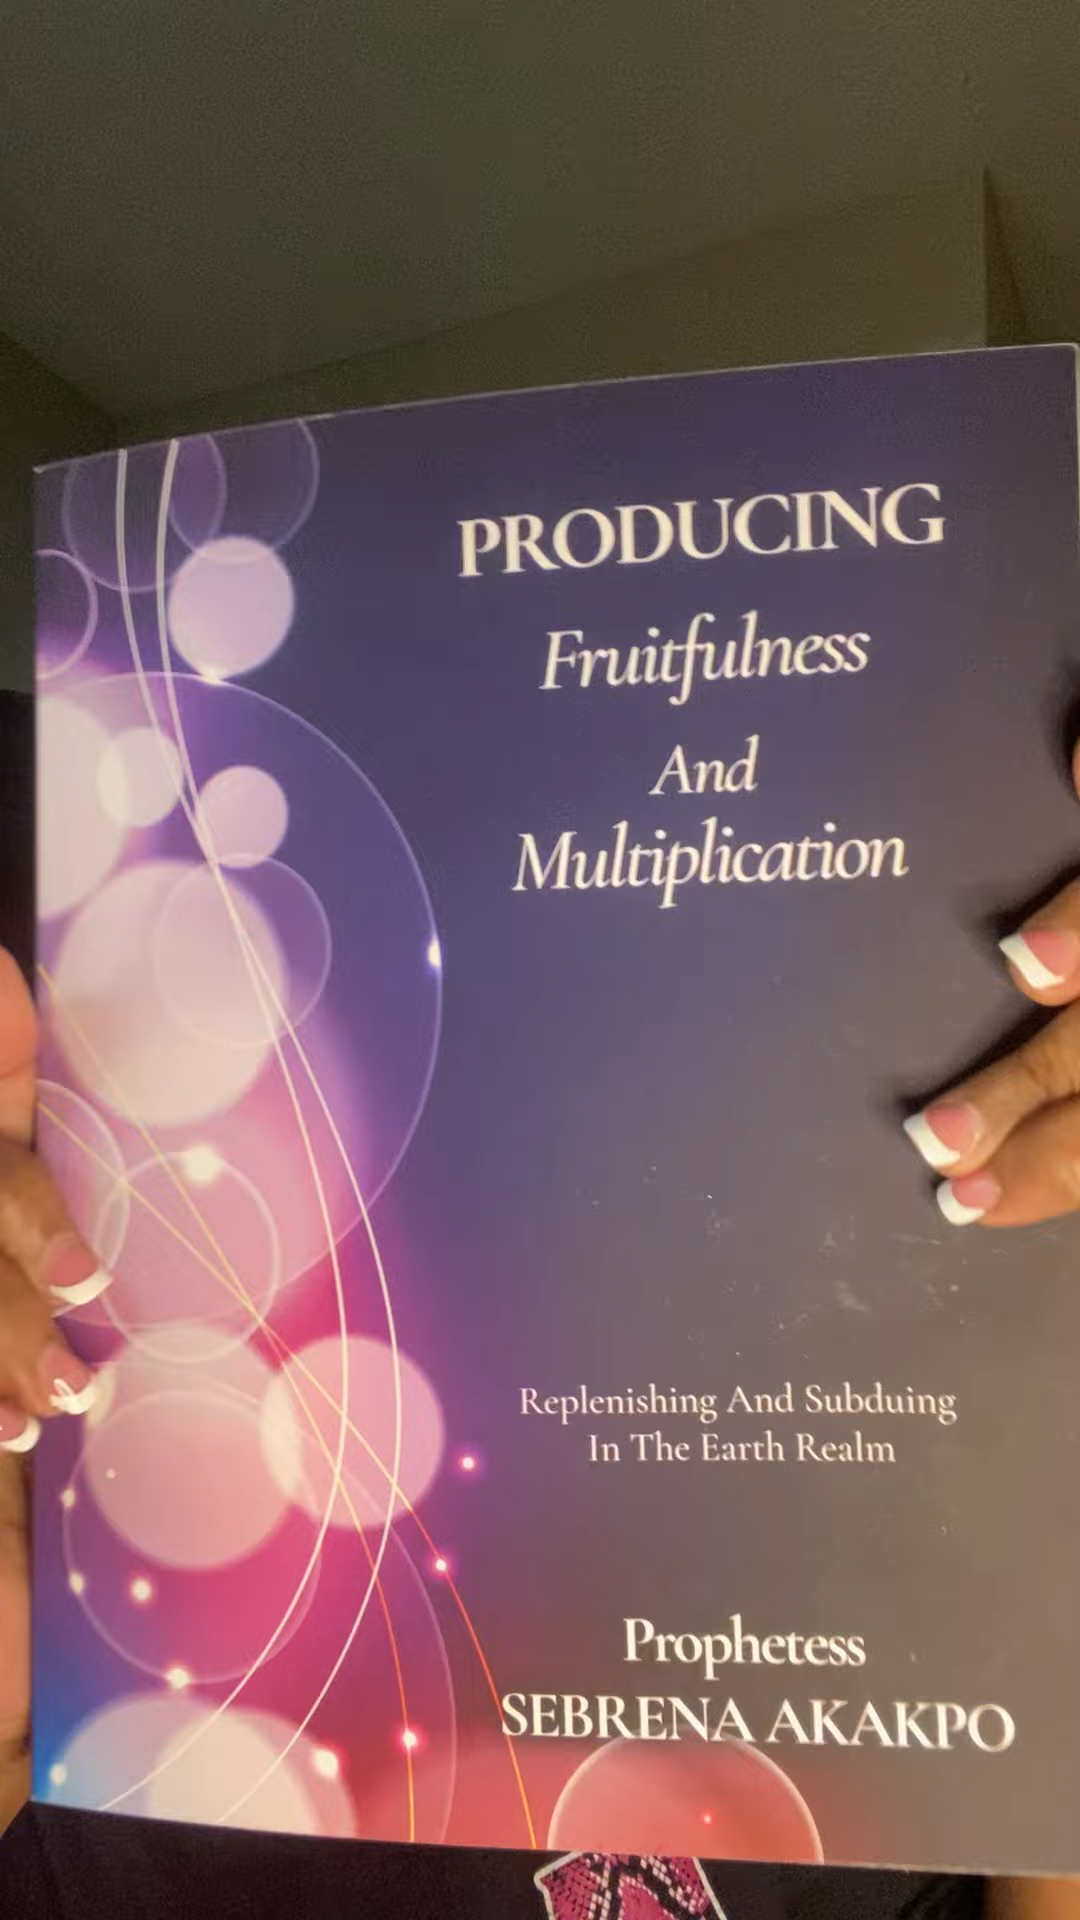 PRODUCING
Fruitfulness
And
Multiplication
Replenishing And Subduing
In The Earth Realm
Prophetess
SEBRENA AKAKPO